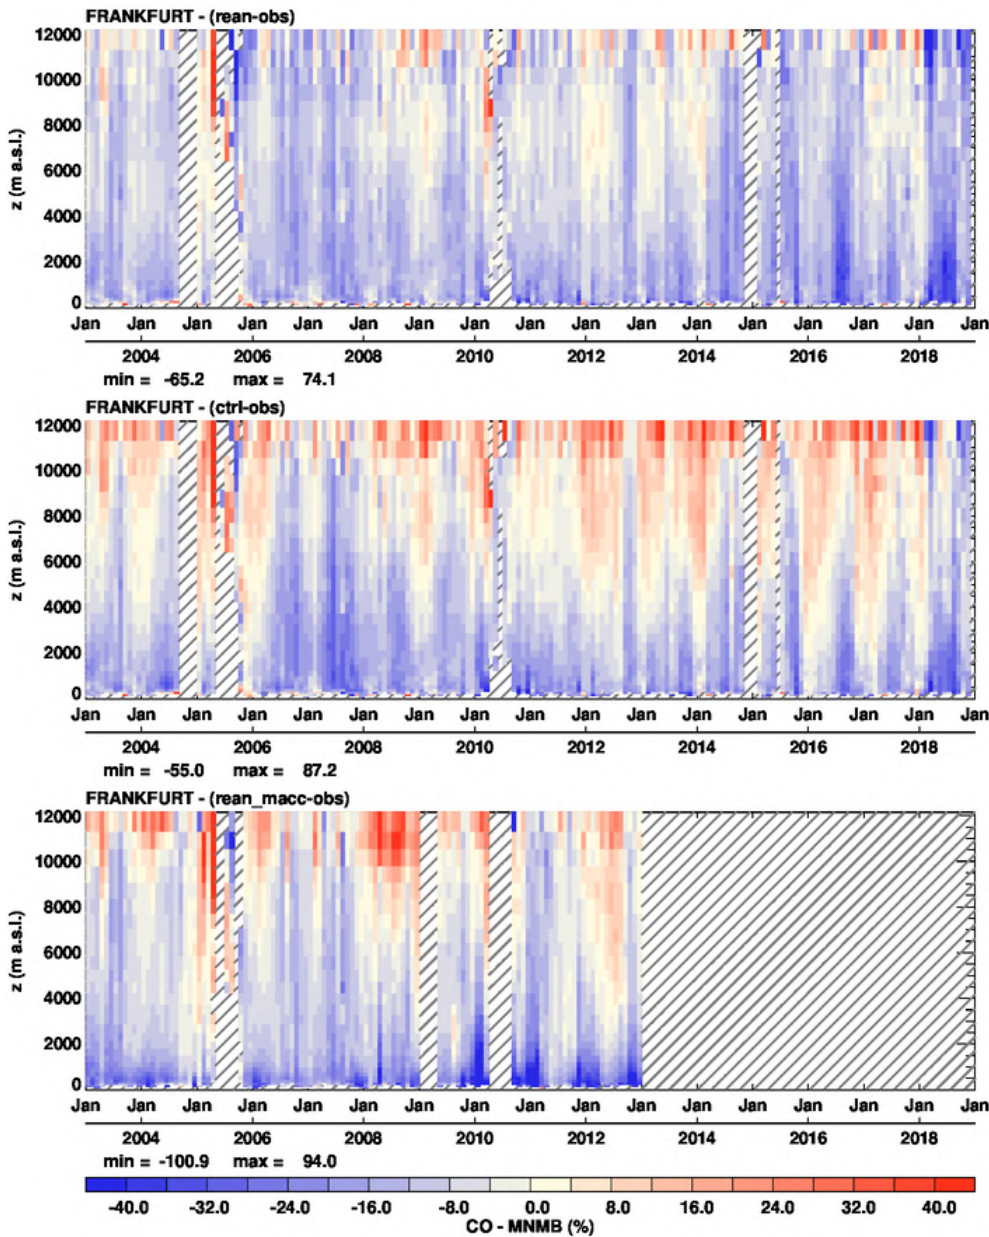 FRANKFURT - (rean-obs)
12000
10000
8000
6000
4000
2000
0
z (m a.s.l.)
Jan Jan Jan Jan Jan Jan Jan Jan Jan Jan Jan Jan Jan Jan Jan Jan Jan
2004 2006 2008 2010 2012 2014 2016 2018
min = -65.2 max = 74.1
FRANKFURT - (ctrl-obs)
12000
10000
8000
6000
4000
2000
0
z (m a.s.l.)
Jan Jan Jan Jan Jan Jan Jan Jan Jan Jan Jan Jan Jan Jan Jan Jan Jan
2004 2006 2008 2010 2012 2014 2016 2018
min = -55.0 max = 87.2
FRANKFURT - (rean_macc-obs)
12000
10000
8000
6000
4000
2000
0
z (m a.s.l.)
Jan Jan Jan Jan Jan Jan Jan Jan Jan Jan Jan Jan Jan Jan Jan Jan Jan
2004 2006 2008 2010 2012 2014 2016 2018
min = -100.9 max = 94.0
-40.0 -32.0 -24.0 -16.0 -8.0 0.0 8.0 16.0 24.0 32.0 40.0
CO - MNMB (%)